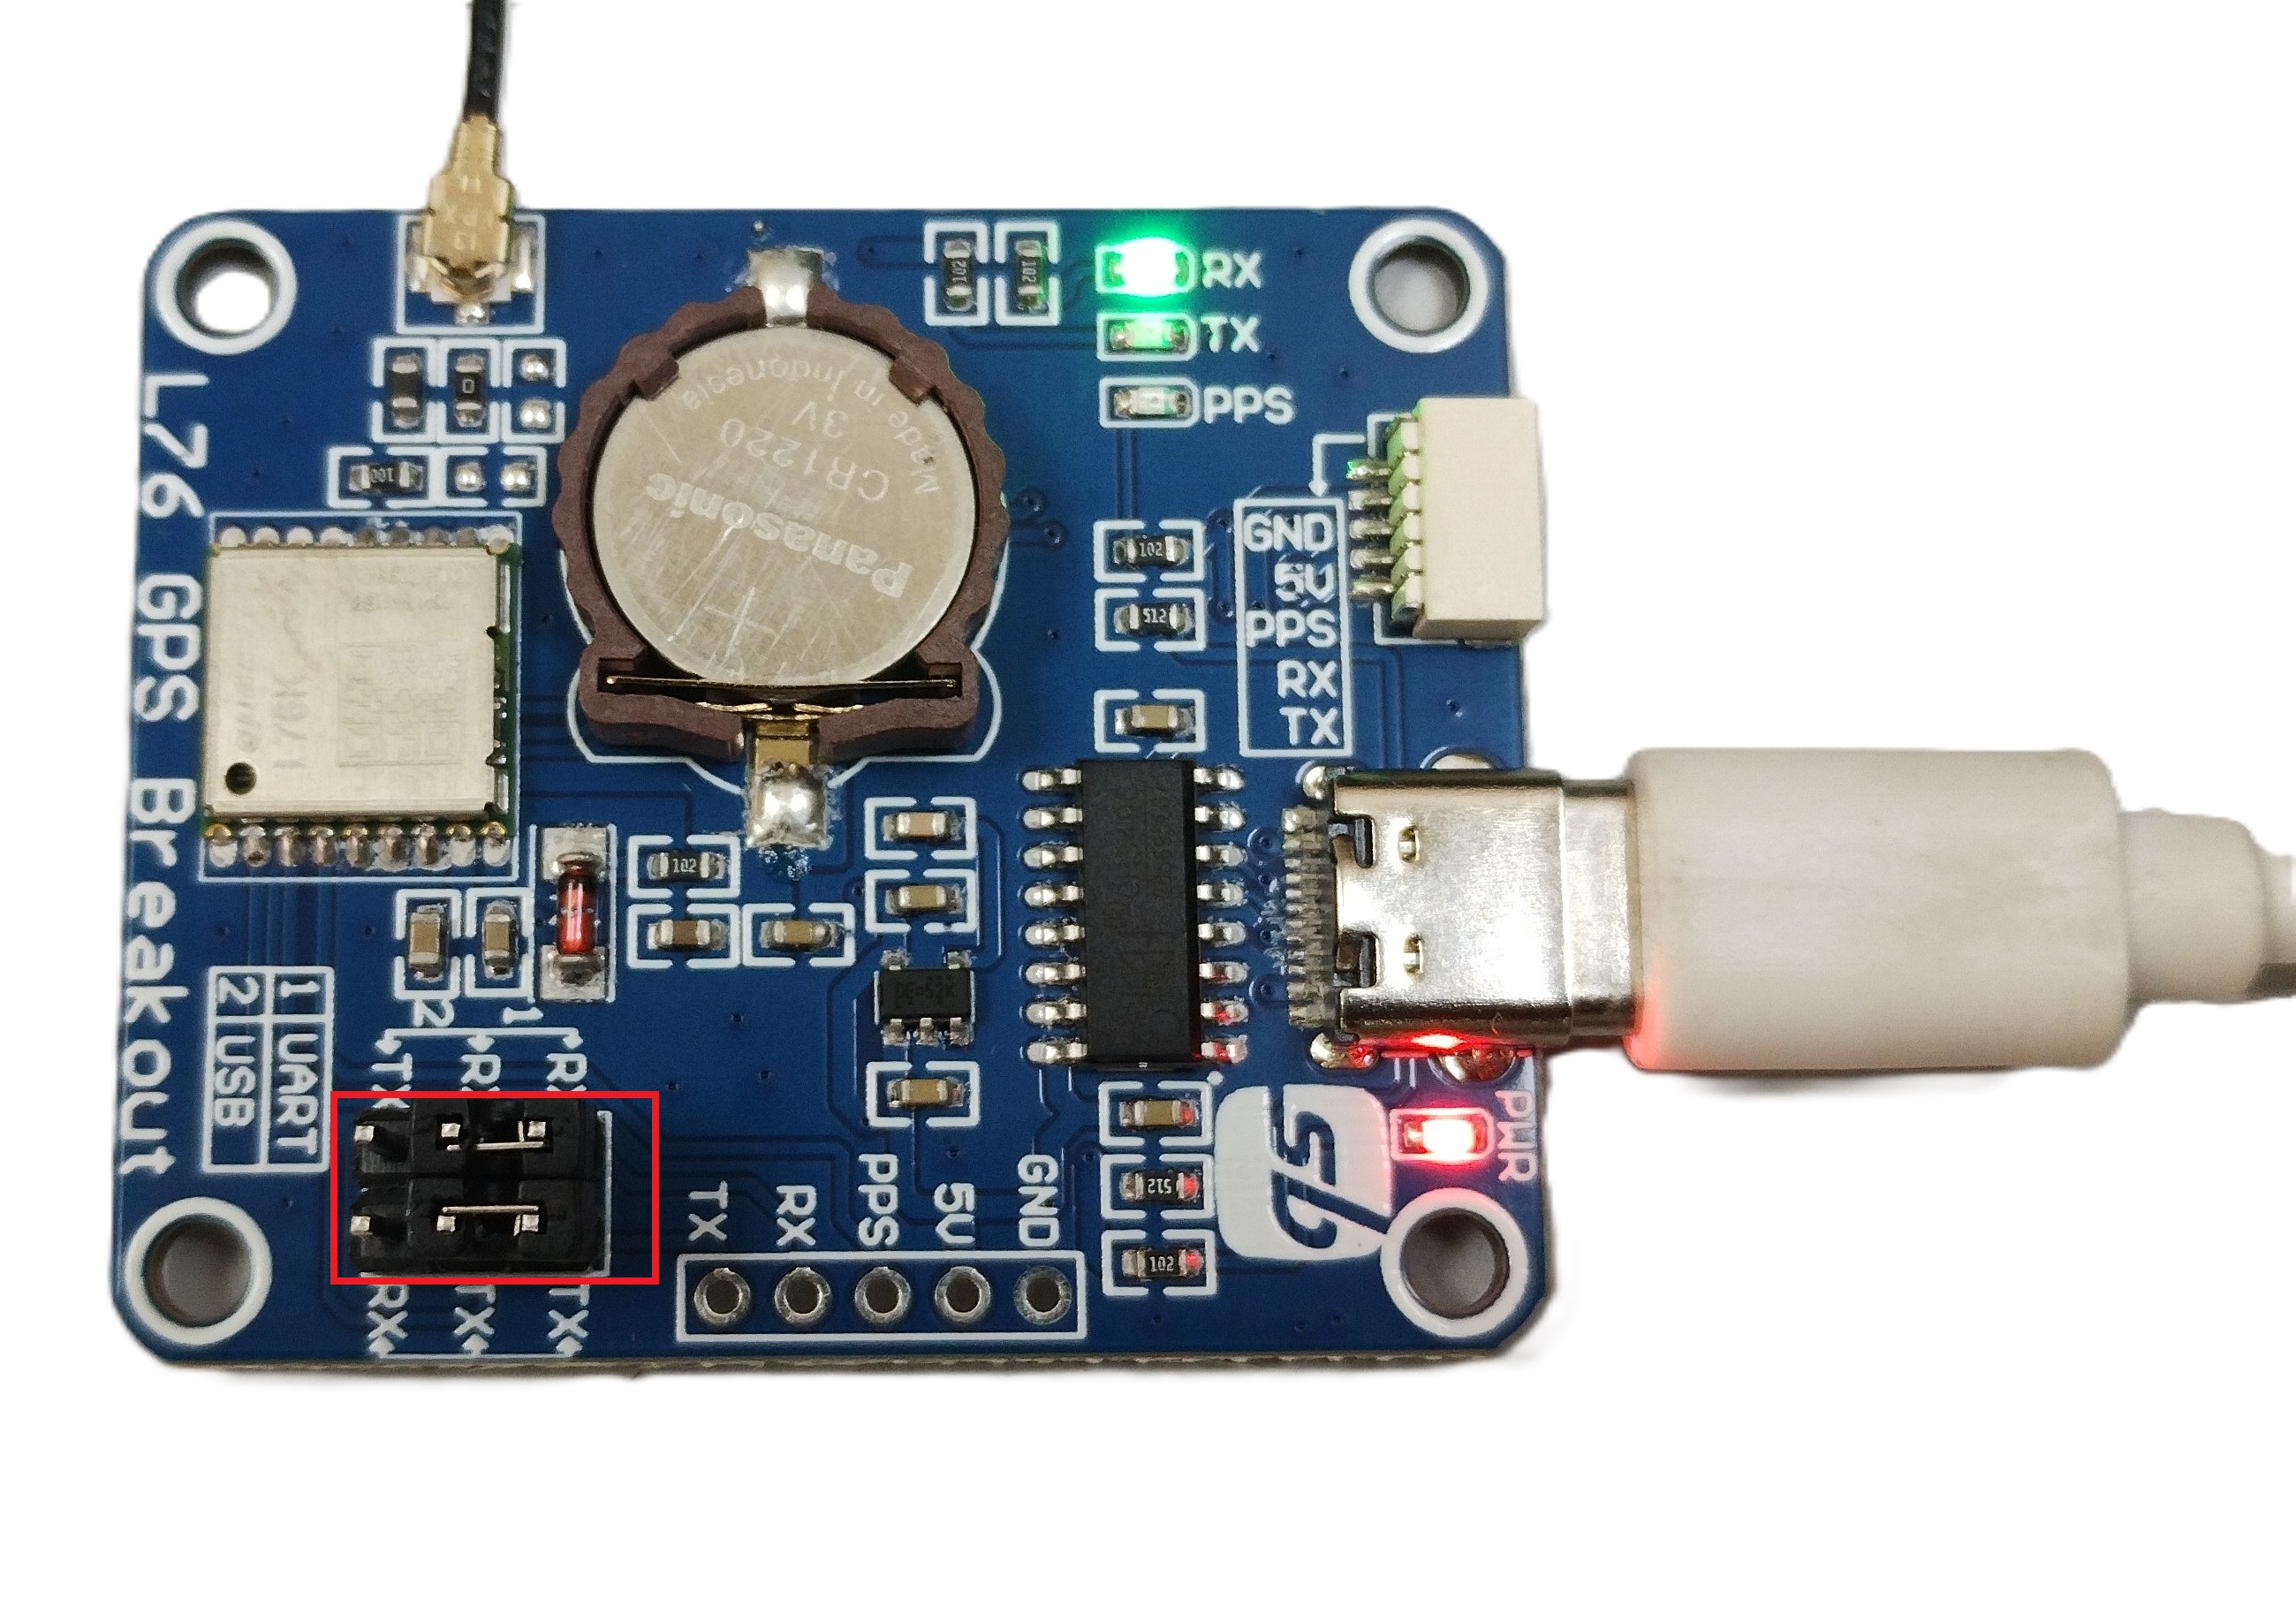 RX
TX
PPS
102
102
0
100
L76 GPS Breakout
Panasonic
CR1220
3V
Made in Indonesia
GND
5V
PPS
RX
TX
102
512
L76K
102
2
1
1 UART
2 USB
TX
RX
RX
RX
TX
TX
TX
RX
PPS
5V
GND
512
102
PWR